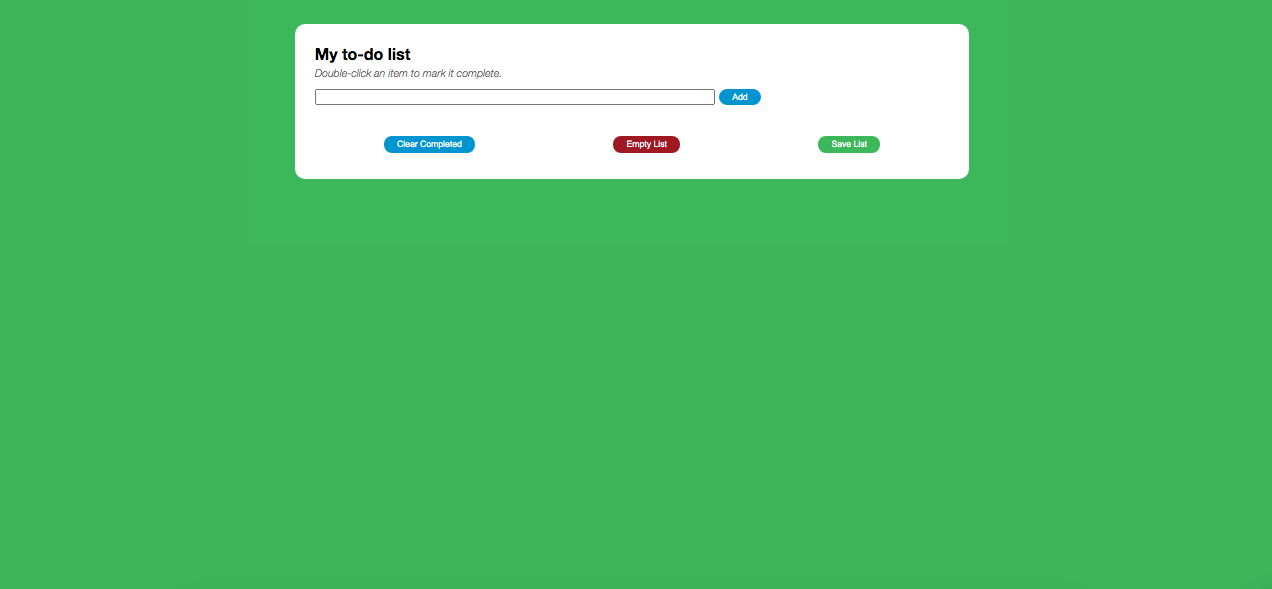 My to-do list
Double-click an item to mark it complete.
Add
Clear Completed Empty List Save List